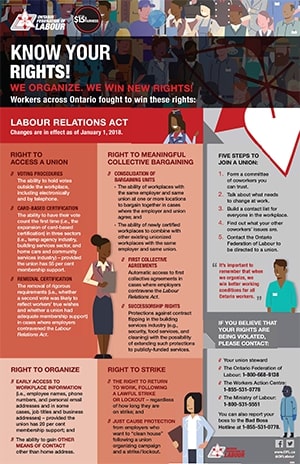 ONTARIO
FEDERATION OF
LABOUR
$15
FAIRNESS
KNOW YOUR
RIGHTS!
WE ORGANIZE. WE WIN NEW RIGHTS!
Workers across Ontario fought to win these rights:
LABOUR RELATIONS ACT
Changes are in effect as of January 1, 2018.
RIGHT TO
ACCESS A UNION
VOTING PROCEDURES
The ability to hold votes
outside the workplace,
including electronically
and by telephone.
CARD-BASED CERTIFICATION
The ability to have their vote
count the first time (i.e., the
expansion of card-based
certification) in three sectors
(i.e., temp agency industry,
building services sector, and
home care and community
services industry) – provided
the union has 55 per cent
membership support.
REMEDIAL CERTIFICATION
The removal of rigorous
requirements (i.e., whether
a second vote was likely to
reflect workers' true wishes
and whether a union had
adequate membership support)
in cases where employers
contravened the Labour
Relations Act.
RIGHT TO MEANINGFUL
COLLECTIVE BARGAINING
CONSOLIDATION OF
BARGAINING UNITS
- The ability of workplaces with
the same employer and same
union at one or more locations
to bargain together in cases
where the employer and union
agree; and
- The ability of newly certified
workplaces to combine with
other existing unionized
workplaces with the same
employer and same union.
FIRST COLLECTIVE
AGREEMENTS
Automatic access to first
collective agreements in
cases where employers
contravene the Labour
Relations Act.
SUCCESSORSHIP RIGHTS
Protections against contract
flipping in the building
services industry (e.g.,
security, food services, and
cleaning) with the possibility
of extending such protections
to publicly-funded services.
FIVE STEPS TO
JOIN A UNION:
1. Form a
committee of
coworkers you
can trust.
2. Talk about what
needs to change
at work.
3. Build a contact list for
everyone in the workplace.
4. Find out what your other
coworkers' issues are.
5. Contact the Ontario
Federation of Labour to
be directed to a union.
It's important to
remember that when
we organize, we
win better working
conditions for all
Ontario workers.
RIGHT TO ORGANIZE
EARLY ACCESS TO
WORKPLACE INFORMATION
(i.e., employee names, phone
numbers, and personal email
addresses and in some
cases, job titles and business
addresses) – provided the
union has 20 per cent
membership support; and
The ability to gain OTHER
MEANS OF CONTACT
other than home address.
RIGHT TO STRIKE
THE RIGHT TO RETURN
TO WORK, FOLLOWING
A LAWFUL STRIKE
OR LOCKOUT – regardless
of how long they are
on strike; and
JUST CAUSE PROTECTION
from employers who
want to "clean house"
following a union
organizing campaign
and a strike/lockout.
IF YOU BELIEVE THAT
YOUR RIGHTS ARE
BEING VIOLATED,
PLEASE CONTACT:
Your union steward
The Ontario Federation of
Labour: 1-800-668-9138
The Workers Action Centre:
1-855-531-0778
The Ministry of Labour:
1-800-531-5551
You can also report your
boss to the Bad Boss
Hotline at 1-855-531-0778.
ONTARIO
FEDERATION OF
LABOUR
www.OFL.ca
@OFLabour